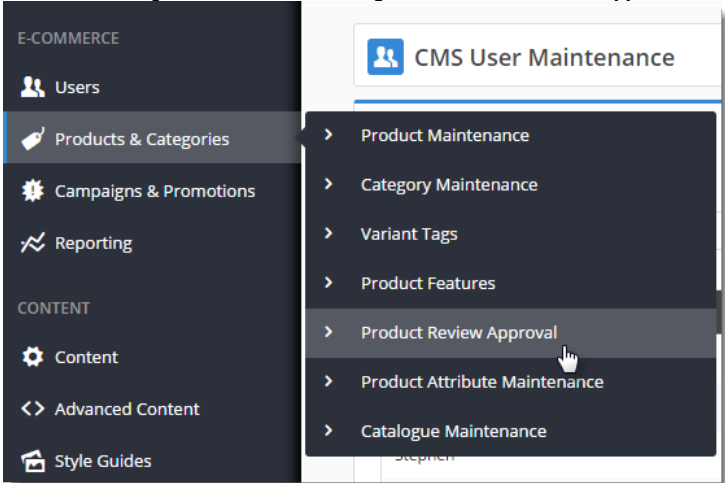 E-COMMERCE
Users
Products & Categories
Campaigns & Promotions
Reporting
CONTENT
Content
Advanced Content
Style Guides
CMS User Maintenance
Product Maintenance
Category Maintenance
Variant Tags
Product Features
Product Review Approval
Product Attribute Maintenance
Catalogue Maintenance
Stephen